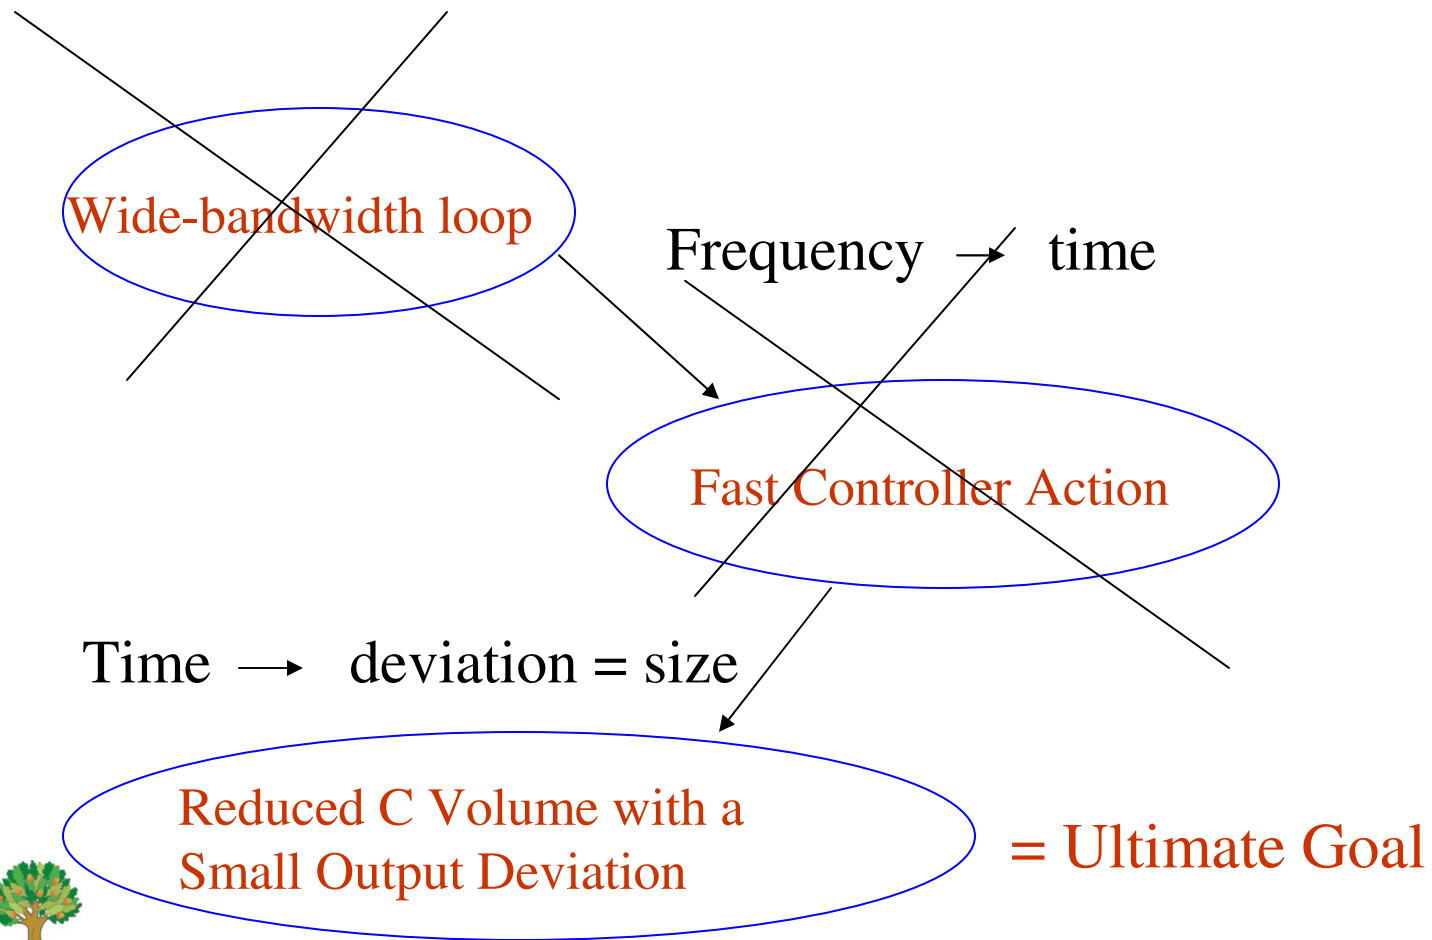 Wide-bandwidth loop
Frequency → time
Fast Controller Action
Time → deviation = size
Reduced C Volume with a
Small Output Deviation
= Ultimate Goal